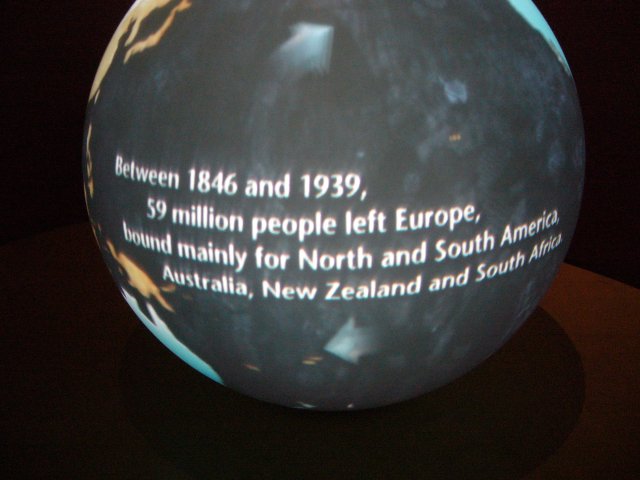 Between 1846 and 1939,
59 million people left Europe,
bound mainly for North and South America,
Australia, New Zealand and South Africa.